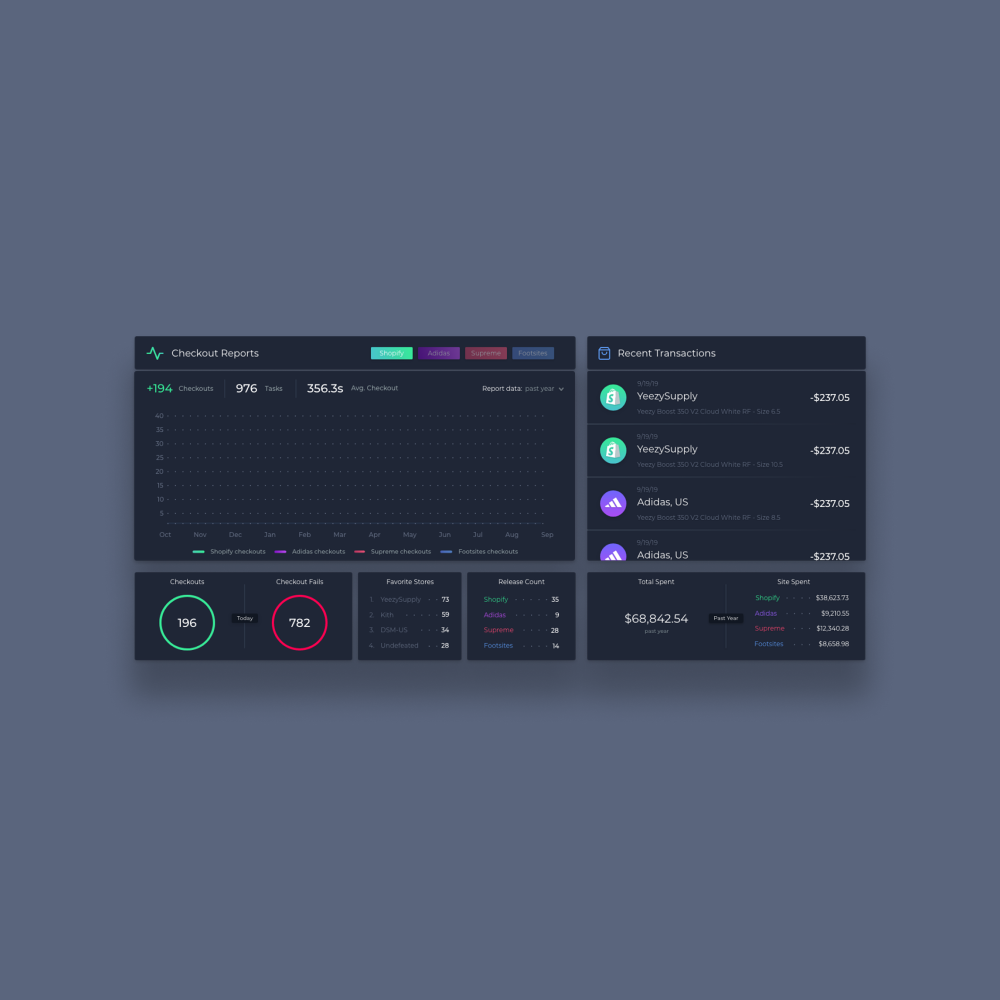 Checkout Reports
Shopify Adidas Supreme Footsites
+194 Checkouts 976 Tasks 356.3s Avg. Checkout Report data: past year
40
35
30
25
20
15
10
5
Oct Nov Dec Jan Feb Mar Apr May Jun Jul Aug Sep
Shopify checkouts Adidas checkouts Supreme checkouts Footsites checkouts
Recent Transactions
9/19/19
YeezySupply -$237.05
Yeezy Boost 350 V2 Cloud White RF - Size 6.5
9/19/19
YeezySupply -$237.05
Yeezy Boost 350 V2 Cloud White RF - Size 10.5
9/19/19
Adidas, US -$237.05
Yeezy Boost 350 V2 Cloud White RF - Size 8.5
9/19/19
Adidas, US -$237.05
Checkouts Checkout Fails
196 Today 782
Favorite Stores
1. YeezySupply 73
2. Kith 59
3. DSM-US 34
4. Undefeated 28
Release Count
Shopify 35
Adidas 9
Supreme 28
Footsites 14
Total Spent
$68,842.54
past year
Past Year
Site Spent
Shopify $38,623.73
Adidas $9,210.55
Supreme $12,340.28
Footsites $8,658.98